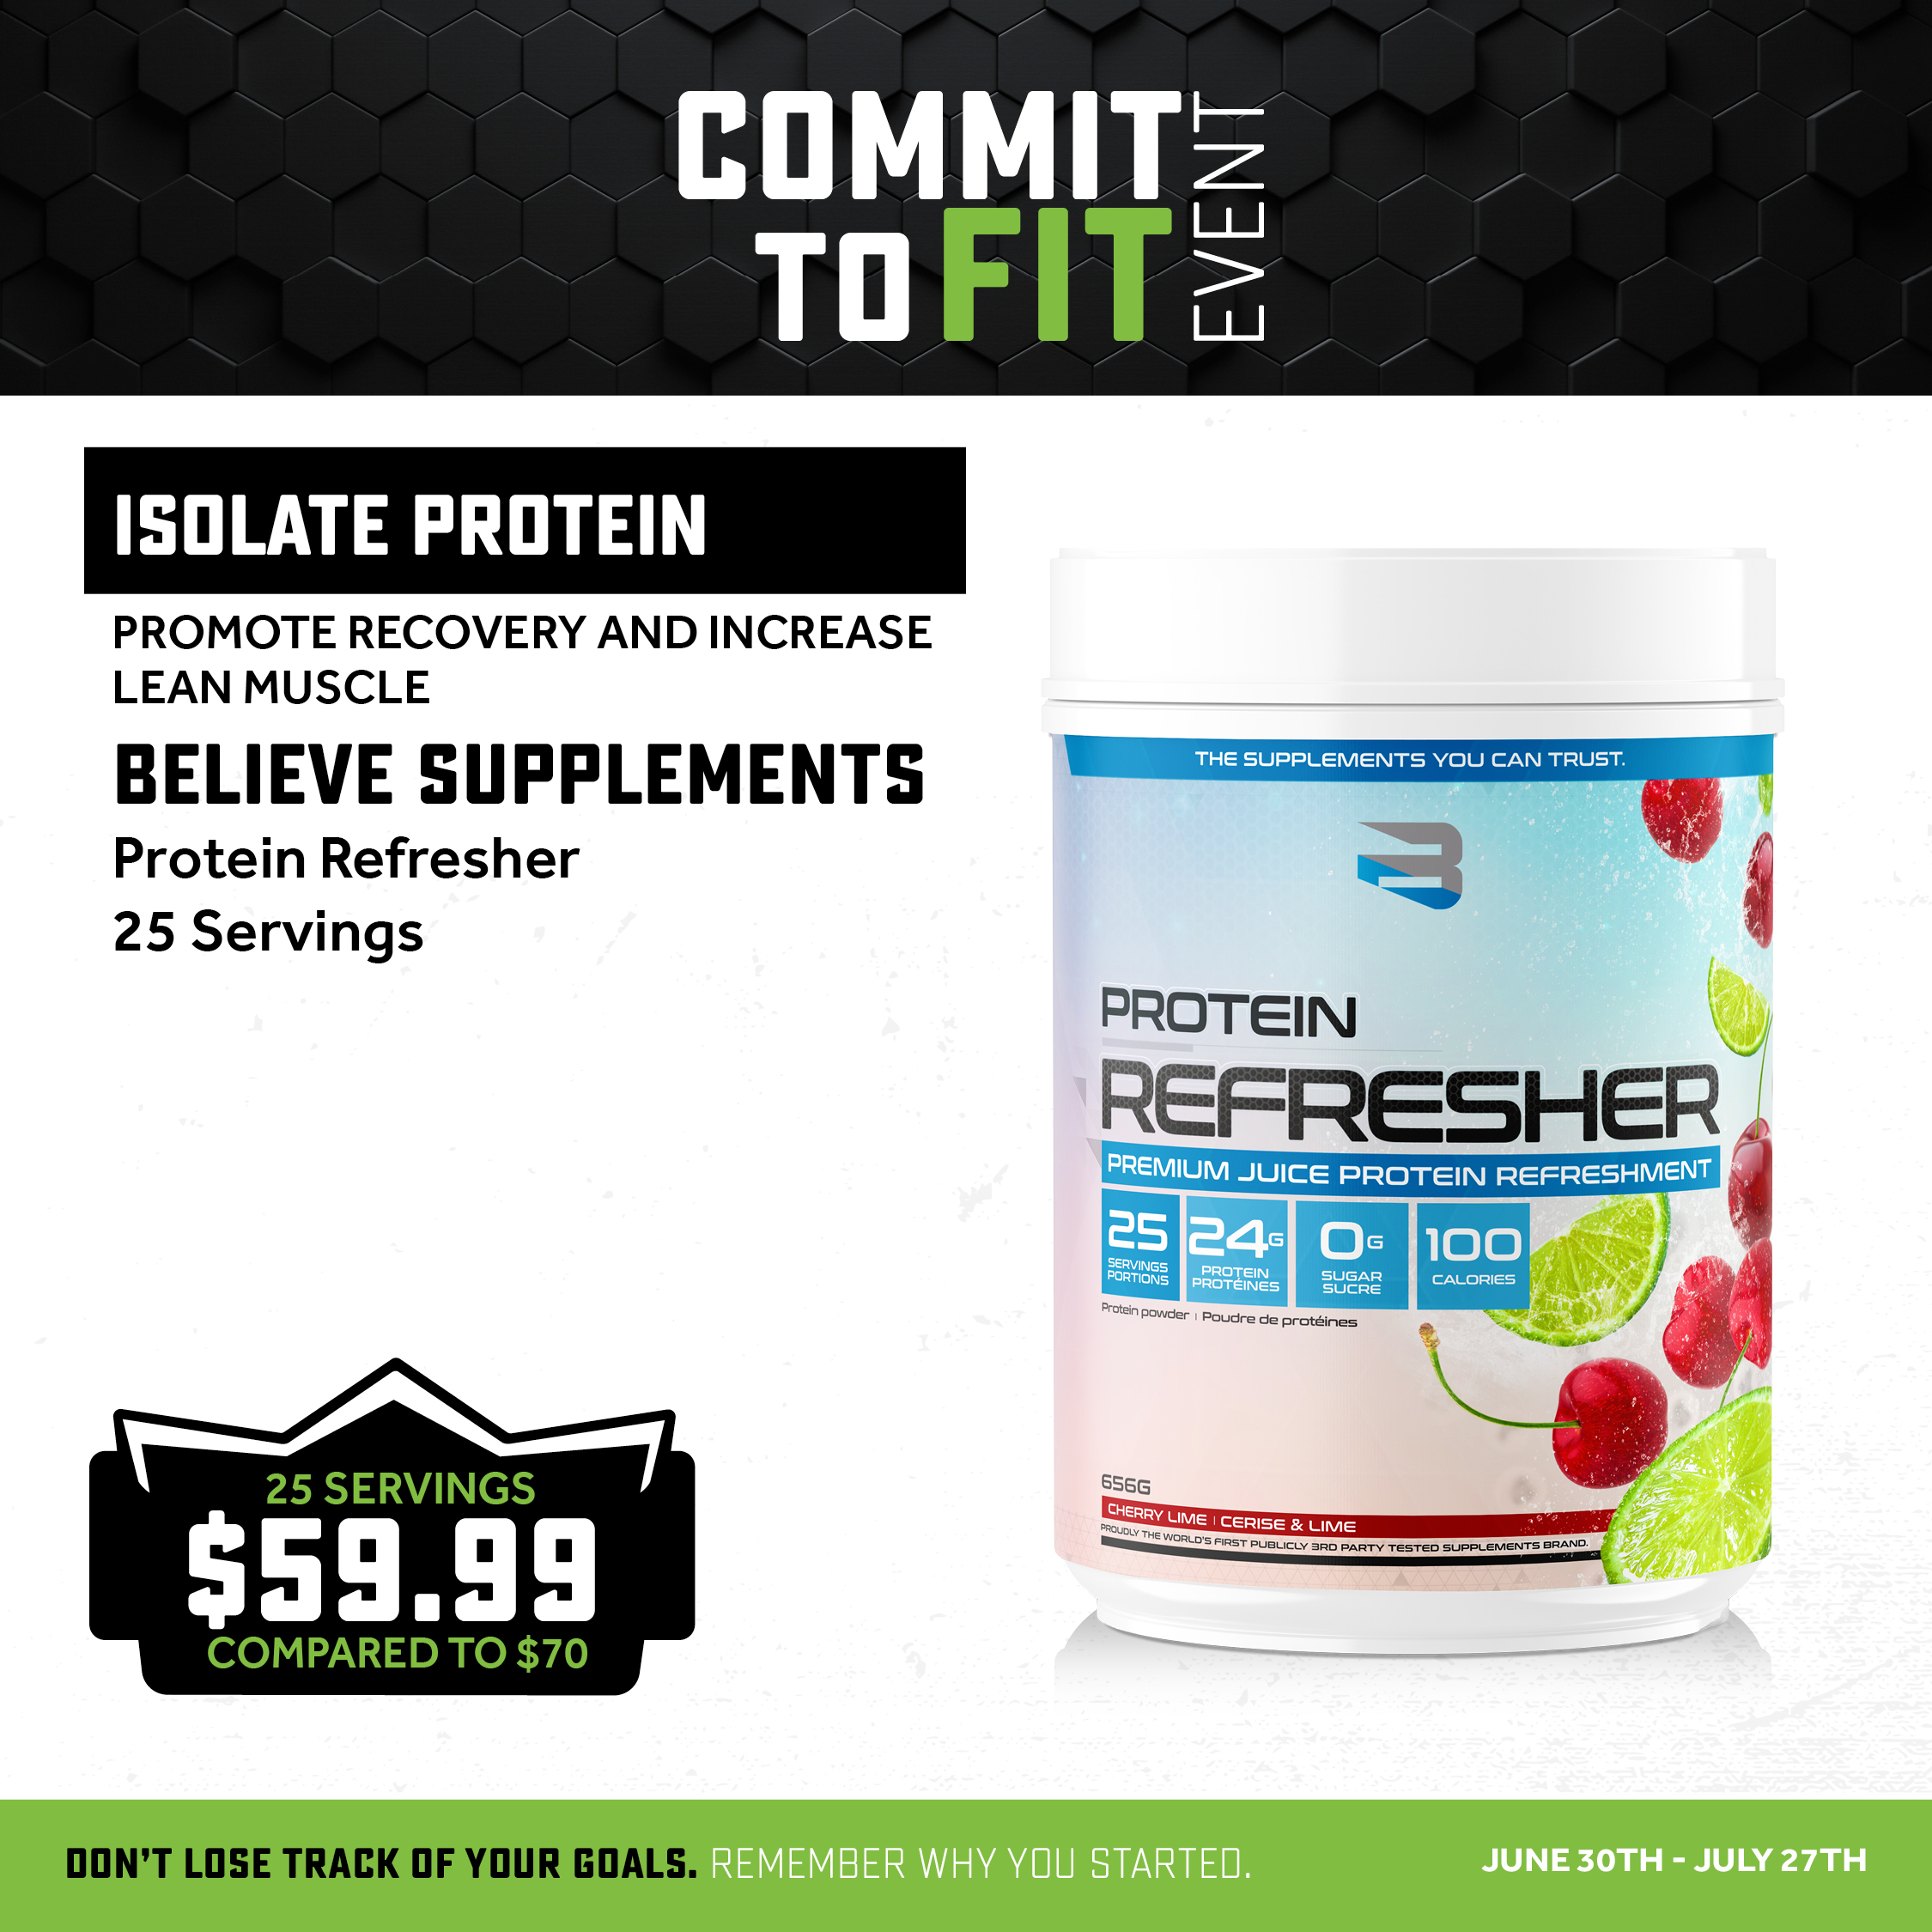 COMMIT
TO FIT
EVENT
ISOLATE PROTEIN
PROMOTE RECOVERY AND INCREASE
LEAN MUSCLE
BELIEVE SUPPLEMENTS
Protein Refresher
25 Servings
25 SERVINGS
$59.99
COMPARED TO $70
THE SUPPLEMENTS YOU CAN TRUST.
PROTEIN
REFRESHER
PREMIUM JUICE PROTEIN REFRESHMENT
25
SERVINGS
PORTIONS
24G
PROTEIN
PROTÉINES
0G
SUGAR
SUCRE
100
CALORIES
Protein powder | Poudre de protéines
656G
CHERRY LIME | CERISE & LIME
PROUDLY THE WORLD'S FIRST PUBLICLY 3RD PARTY TESTED SUPPLEMENTS BRAND.
DON'T LOSE TRACK OF YOUR GOALS. REMEMBER WHY YOU STARTED.
JUNE 30TH - JULY 27TH